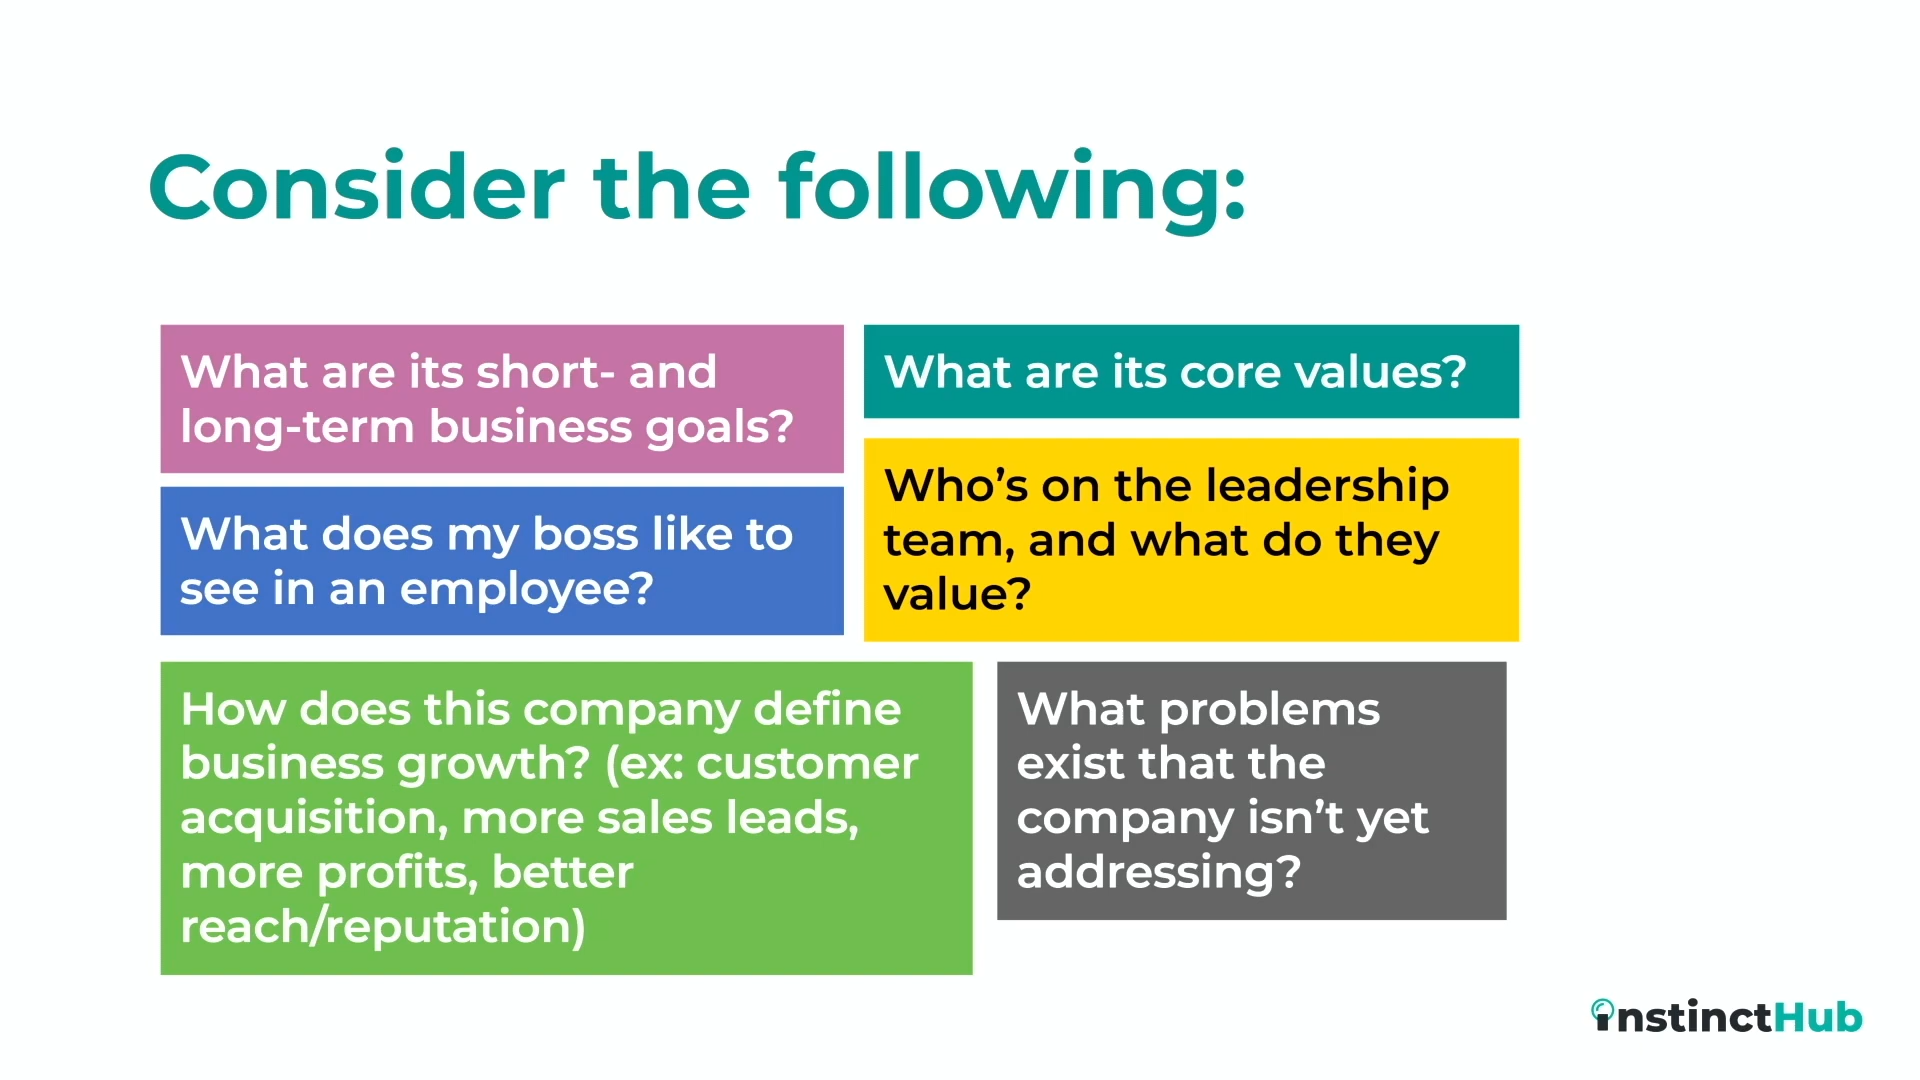 Consider the following:
What are its short- and
long-term business goals?
What are its core values?
What does my boss like to
see in an employee?
Who’s on the leadership
team, and what do they
value?
How does this company define
business growth? (ex: customer
acquisition, more sales leads,
more profits, better
reach/reputation)
What problems
exist that the
company isn’t yet
addressing?
instinctHub